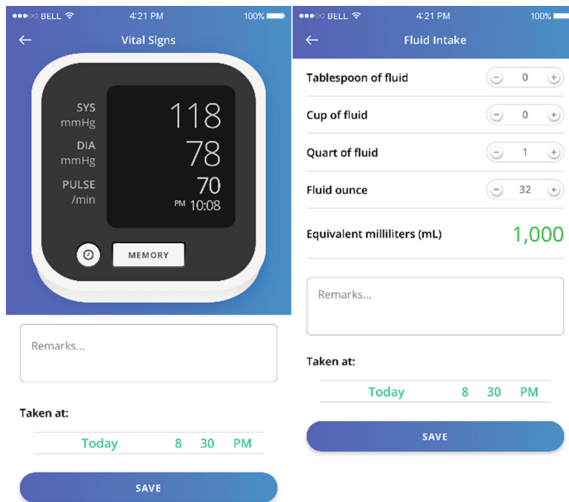 BELL 4:21 PM 100%
Vital Signs
SYS 118
mmHg
DIA 78
mmHg
PULSE 70
/min PM 10:08
MEMORY
Remarks...
Taken at:
Today 8 30 PM
SAVE
BELL 4:21 PM 100%
Fluid Intake
Tablespoon of fluid - 0 +
Cup of fluid - 0 +
Quart of fluid - 1 +
Fluid ounce - 32 +
Equivalent milliliters (mL) 1,000
Remarks...
Taken at:
Today 8 30 PM
SAVE